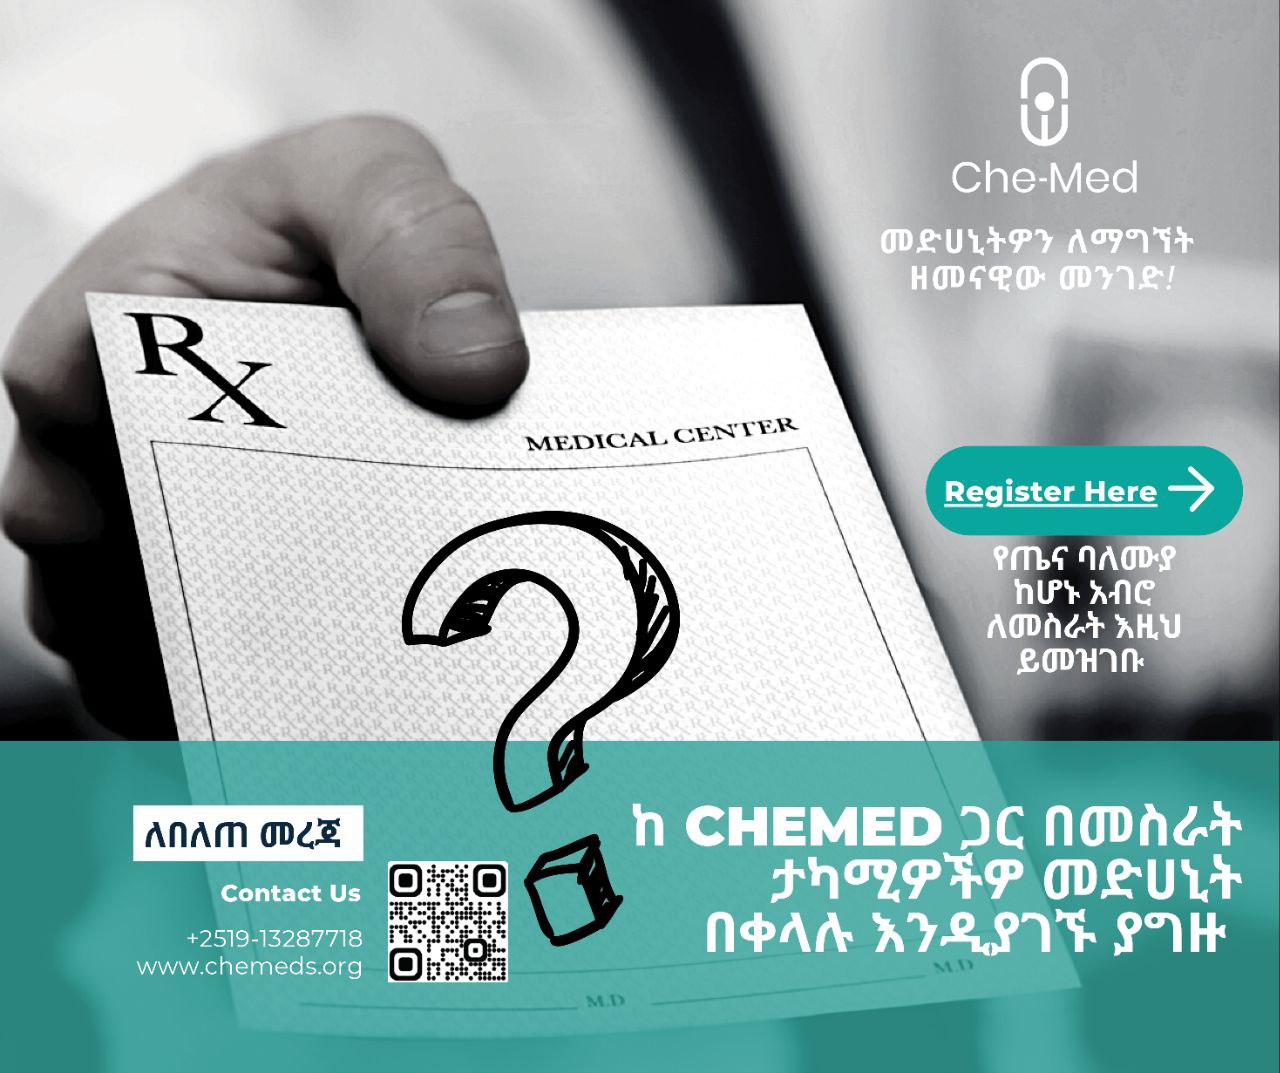 Che-Med
መድሀኒትዎን ለማግኘት
ዘመናዊው መንገድ!
Rx
MEDICAL CENTER
?
Register Here
የጤና ባለሙያ
ከሆኑ አብሮ
ለመስራት እዚህ
ይመዝገቡ
ከ CHEMED ጋር በመስራት
ታካሚዎችዎ መድሀኒት
በቀላሉ እንዲያገኙ ያግዙ
ለበለጠ መረጃ
Contact Us
+2519-13287718
www.chemeds.org
M.D
M.D